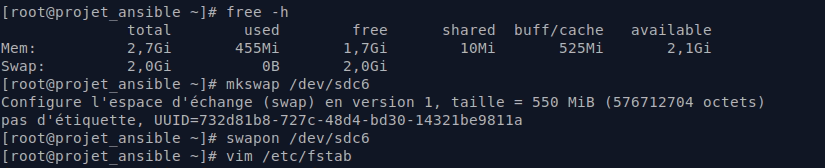 [root@projet_ansible ~]# free -h
total used free shared buff/cache available
Mem: 2,7Gi 455Mi 1,7Gi 10Mi 525Mi 2,1Gi
Swap: 2,0Gi 0B 2,0Gi
[root@projet_ansible ~]# mkswap /dev/sdc6
Configure l'espace d'échange (swap) en version 1, taille = 550 MiB (576712704 octets)
pas d'étiquette, UUID=732d81b8-727c-48d4-bd30-14321be9811a
[root@projet_ansible ~]# swapon /dev/sdc6
[root@projet_ansible ~]# vim /etc/fstab